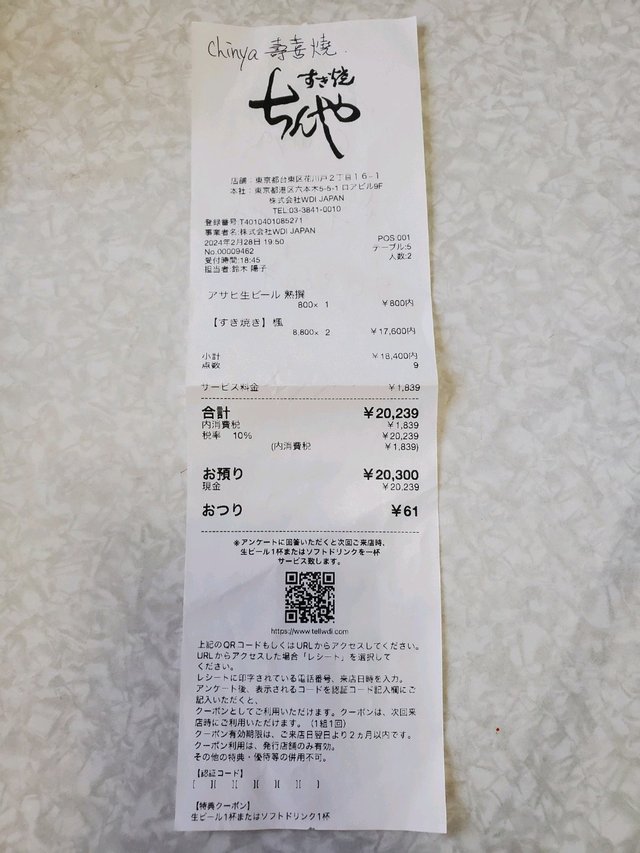 Chinya 壽喜燒.
すき焼
ちんや
店舗：東京都台東区花川戸２丁目１６−１
本社：東京都港区六本木5-5-1 ロアビル9F
株式会社WDI JAPAN
TEL:03-3841-0010
登録番号:T4010401085271
事業者名:株式会社WDI JAPAN
2024年2月28日 19:50 POS:001
No.00009462 テーブル:5
受付時間:18:45 人数:2
担当者:鈴木 陽子
アサヒ生ビール 熟撰
800× 1 ￥800内
【すき焼き】楓
8,800× 2 ￥17,600内
小計 ￥18,400内
点数 9
サービス料金 ￥1,839
合計 ￥20,239
内消費税 ￥1,839
税率 10% ￥20,239
(内消費税 ￥1,839)
お預り ￥20,300
現金 ￥20,239
おつり ￥61
※アンケートに回答いただくと次回ご来店時、
生ビール1杯またはソフトドリンクを一杯
サービス致します。
https://www.tellwdi.com
上記のQRコードもしくはURLからアクセスしてください。
URLからアクセスした場合「レシート」を選択して
ください。
レシートに印字されている電話番号、来店日時を入力。
アンケート後、表示されるコードを認証コード記入欄にご
記入いただくと、
クーポンとしてご利用いただけます。クーポンは、次回来
店時にご利用いただけます。（1組1回）
クーポン有効期限は、ご来店日翌日より2ヵ月以内です。
クーポン利用は、発行店舗のみ有効。
その他の特典・優待等の併用不可。
【認証コード】
[ ][ ][ ][ ][ ][ ]
【特典クーポン】
生ビール1杯またはソフトドリンク1杯